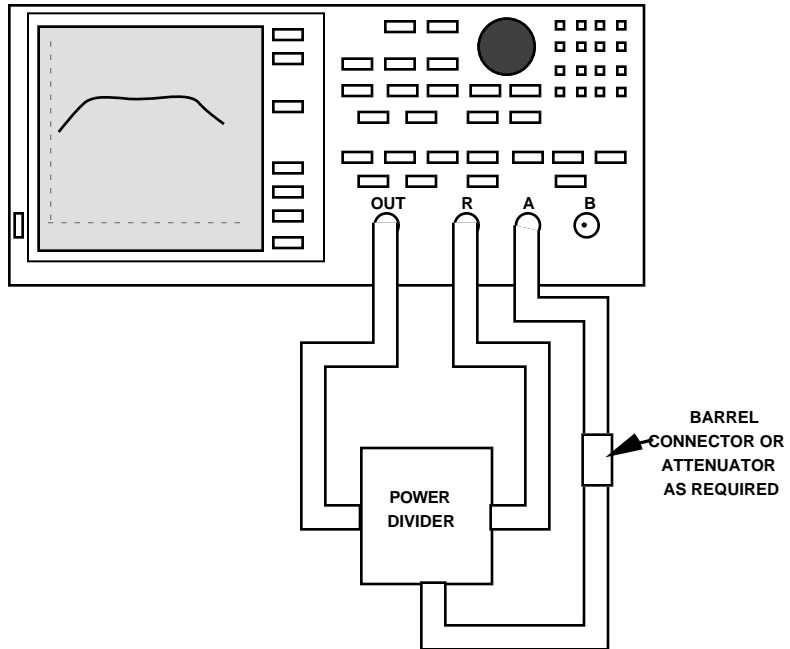 OUT R A B
BARREL
CONNECTOR OR
ATTENUATOR
AS REQUIRED
POWER
DIVIDER